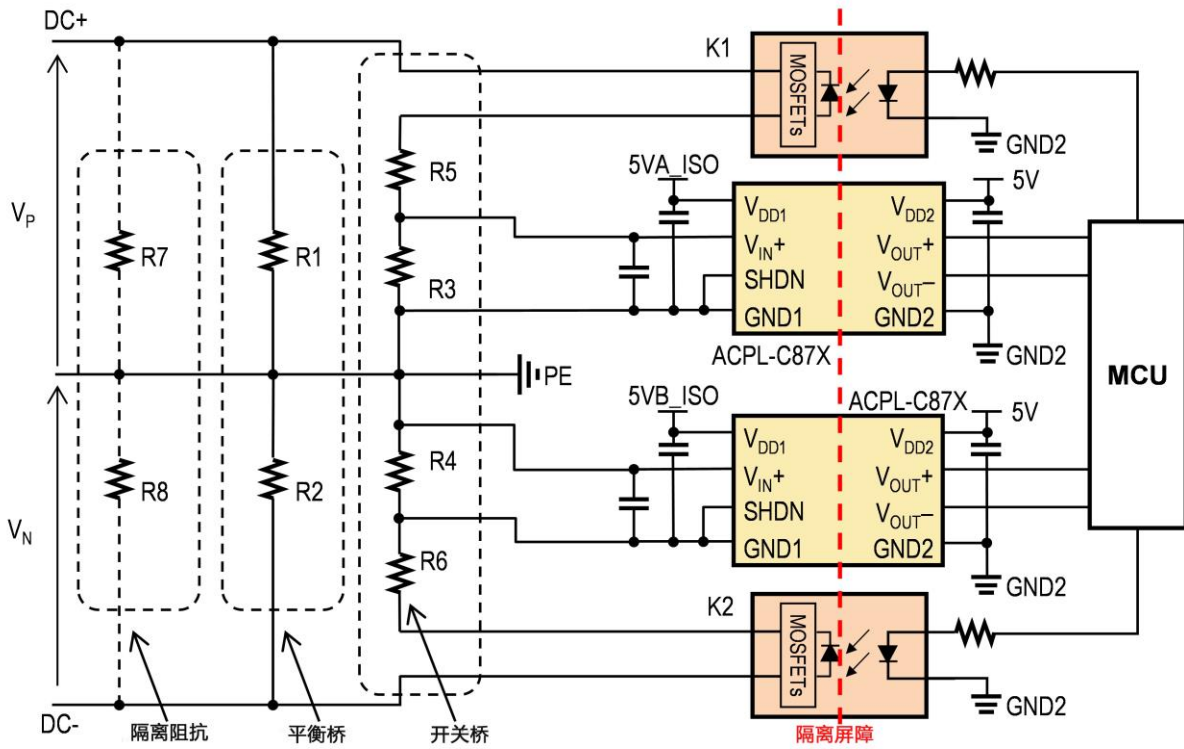 DC+
K1
MOSFETs
GND2
R5
5VA_ISO
5V
VDD1
VDD2
VP
VIN+
VOUT+
R7
R1
R3
SHDN
VOUT–
GND1
GND2
GND2
ACPL-C87X
PE
MCU
5VB_ISO
ACPL-C87X
5V
VDD1
VDD2
R4
VIN+
VOUT+
R8
R2
SHDN
VOUT–
VN
GND1
GND2
R6
GND2
K2
MOSFETs
GND2
DC-
隔离阻抗
平衡桥
开关桥
隔离屏障